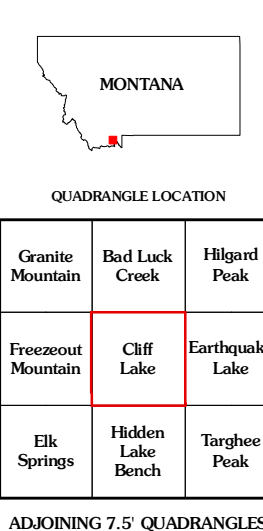 MONTANA
QUADRANGLE LOCATION
Granite
Mountain
Bad Luck
Creek
Hilgard
Peak
Freezeout
Mountain
Cliff
Lake
Earthquak
Lake
Elk
Springs
Hidden
Lake
Bench
Targhee
Peak
ADJOINING 7.5' QUADRANGLES